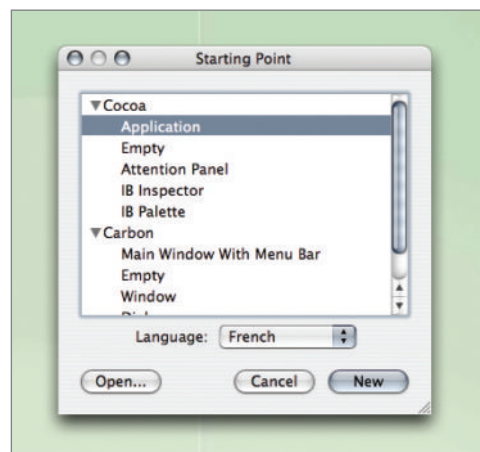 Starting Point
Cocoa
Application
Empty
Attention Panel
IB Inspector
IB Palette
Carbon
Main Window With Menu Bar
Empty
Window
Language: French
Open... Cancel New